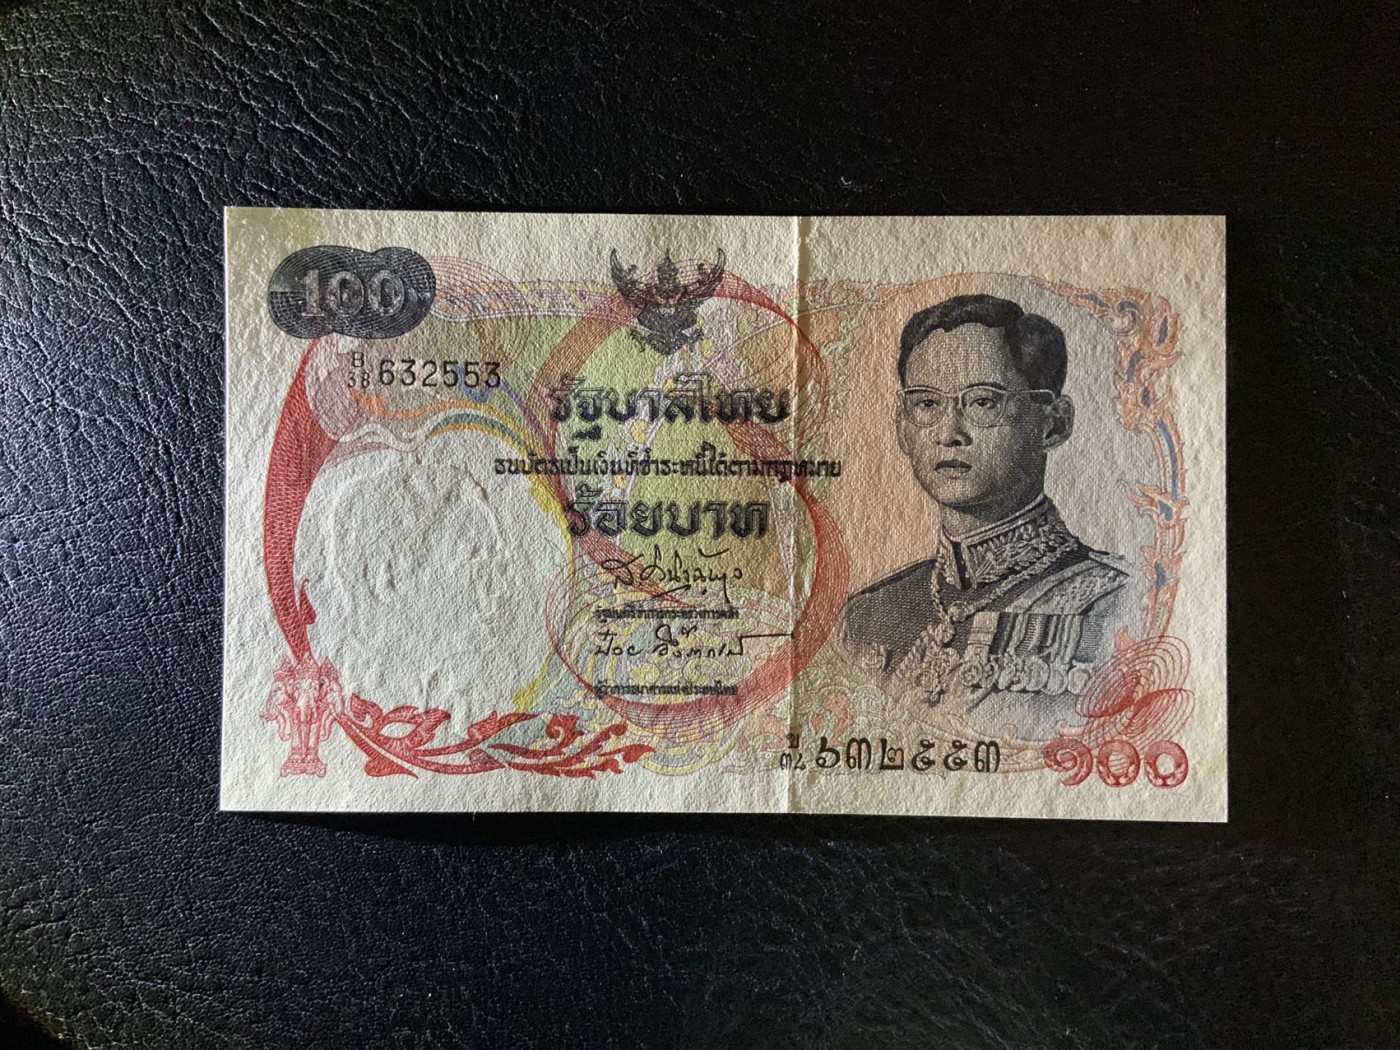 100
B
38 632553
รัฐบาลไทย
ธนบัตรเป็นเงินที่ชำระหนี้ได้ตามกฎหมาย
ร้อยบาท
รัฐมนตรีว่าการกระทรวงการคลัง
ผู้ว่าการธนาคารแห่งประเทศไทย
ข
๓๘ ๖๓๒๕๕๓
๑๐๐